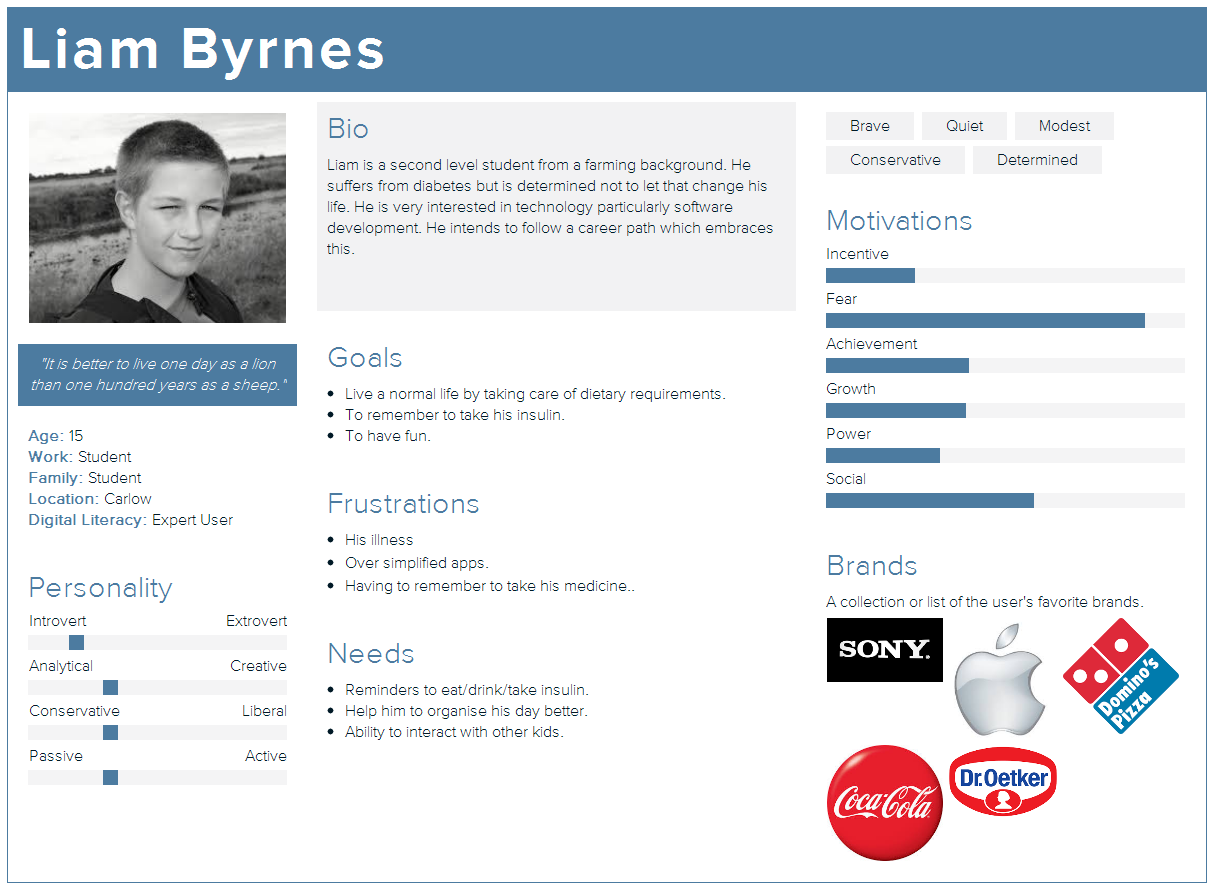 Liam Byrnes
"It is better to live one day as a lion
than one hundred years as a sheep."
Age: 15
Work: Student
Family: Student
Location: Carlow
Digital Literacy: Expert User
Personality
Introvert Extrovert
Analytical Creative
Conservative Liberal
Passive Active
Bio
Liam is a second level student from a farming background. He
suffers from diabetes but is determined not to let that change his
life. He is very interested in technology particularly software
development. He intends to follow a career path which embraces
this.
Goals
• Live a normal life by taking care of dietary requirements.
• To remember to take his insulin.
• To have fun.
Frustrations
• His illness
• Over simplified apps.
• Having to remember to take his medicine..
Needs
• Reminders to eat/drink/take insulin.
• Help him to organise his day better.
• Ability to interact with other kids.
Brave Quiet Modest
Conservative Determined
Motivations
Incentive
Fear
Achievement
Growth
Power
Social
Brands
A collection or list of the user's favorite brands.
SONY.
Domino's
Pizza
Coca-Cola
Dr.Oetker